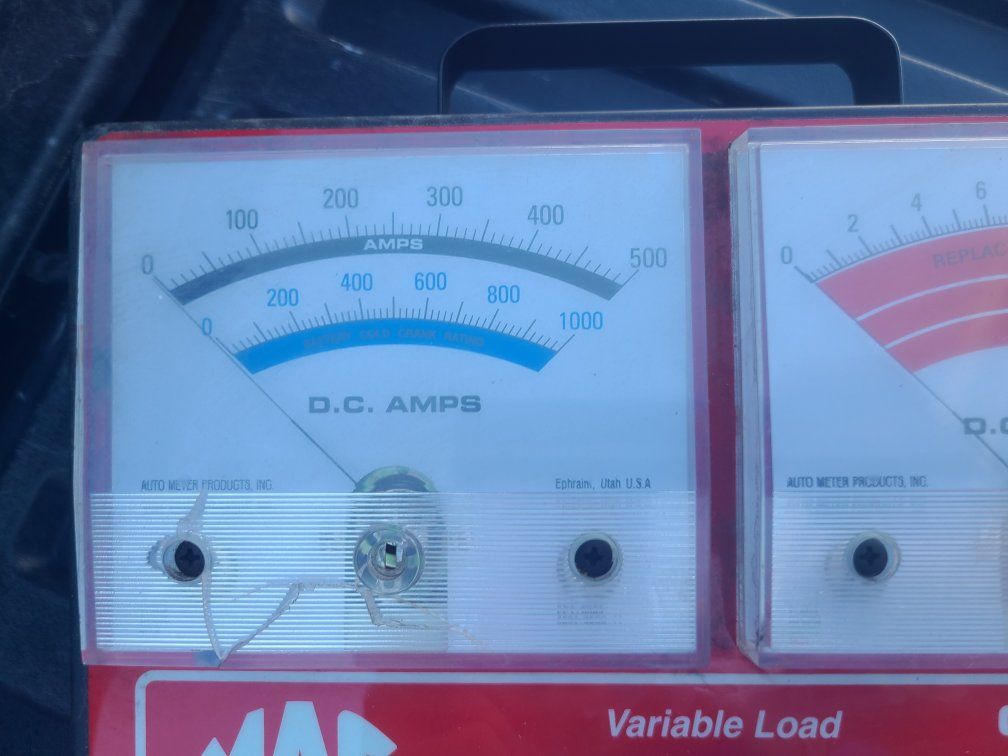 0 100 200 300 400 500
AMPS
0 200 400 600 800 1000
BATTERY COLD CRANK RATING
D.C. AMPS
AUTO METER PRODUCTS, INC.
Ephraim, Utah U.S.A
0 2 4 6
REPLAC
D.C
AUTO METER PRODUCTS, INC.
MAC
Variable Load